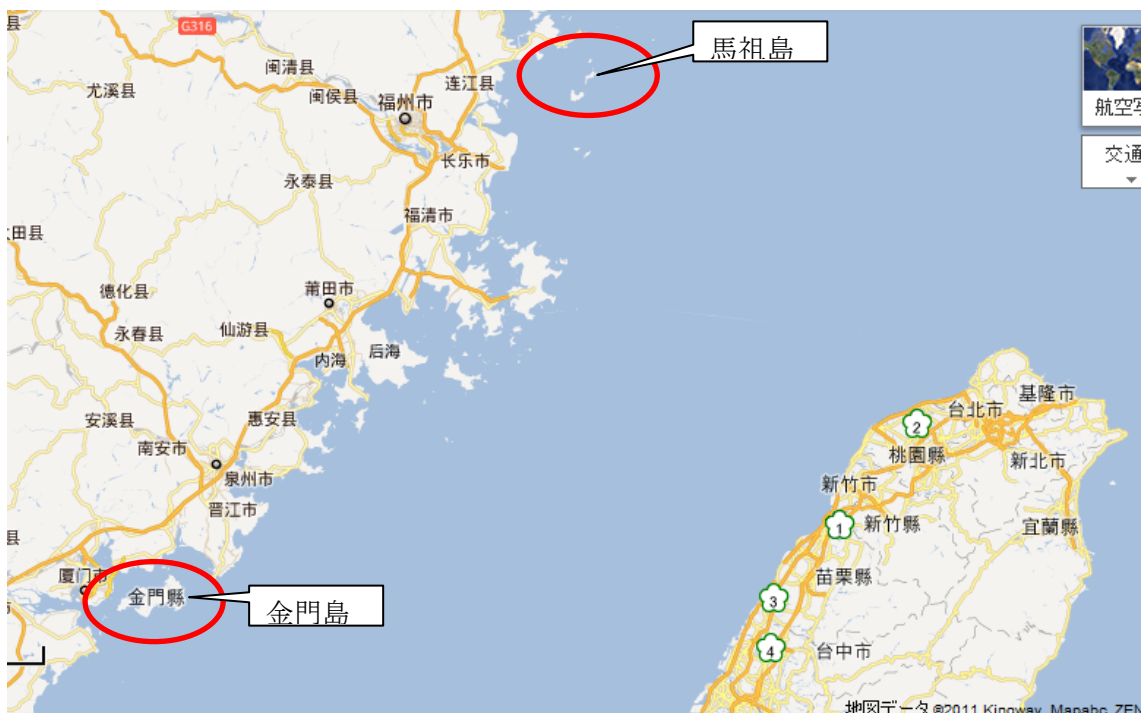 G316
馬祖島
闽清县
连江县
尤溪县
闽侯县
福州市
航空写
长乐市
交通
永泰县
福清市
田县
德化县
莆田市
永春县
仙游县
内海
后海
基隆市
台北市
安溪县
惠安县
2
南安市
桃園縣
新北市
泉州市
新竹市
晋江市
1
新竹縣
宜蘭縣
县
厦门市
苗栗縣
金門縣
金門島
3
4
台中市
地図データ ©2011 Kingway, Mapabc, ZEN